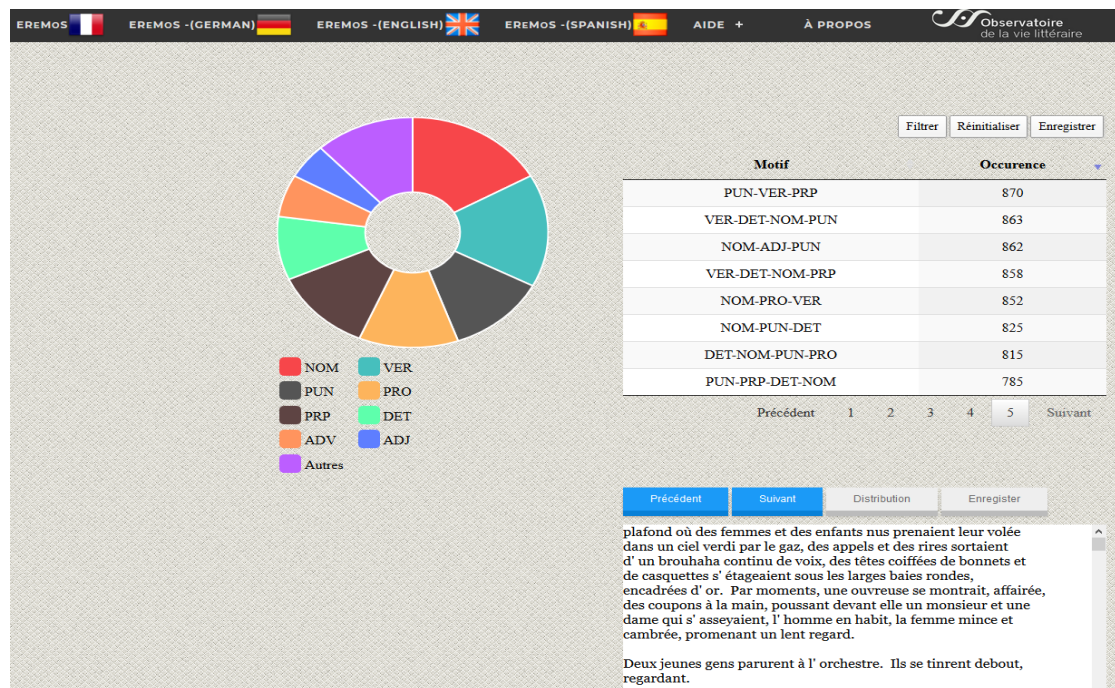 EREMOS EREMOS -(GERMAN) EREMOS -(ENGLISH) EREMOS -(SPANISH) AIDE + À PROPOS Observatoire
de la vie littéraire
Filtrer Réinitialiser Enregistrer
Motif Occurence
PUN-VER-PRP 870
VER-DET-NOM-PUN 863
NOM-ADJ-PUN 862
VER-DET-NOM-PRP 858
NOM-PRO-VER 852
NOM-PUN-DET 825
DET-NOM-PUN-PRO 815
PUN-PRP-DET-NOM 785
Précédent 1 2 3 4 5 Suivant
NOM VER
PUN PRO
PRP DET
ADV ADJ
Autres
Précédent Suivant Distribution Enregister
plafond où des femmes et des enfants nus prenaient leur volée
dans un ciel verdi par le gaz, des appels et des rires sortaient
d' un brouhaha continu de voix, des têtes coiffées de bonnets et
de casquettes s' étageaient sous les larges baies rondes,
encadrées d' or. Par moments, une ouvreuse se montrait, affairée,
des coupons à la main, poussant devant elle un monsieur et une
dame qui s' asseyaient, l' homme en habit, la femme mince et
cambrée, promenant un lent regard.
Deux jeunes gens parurent à l' orchestre. Ils se tinrent debout,
regardant.